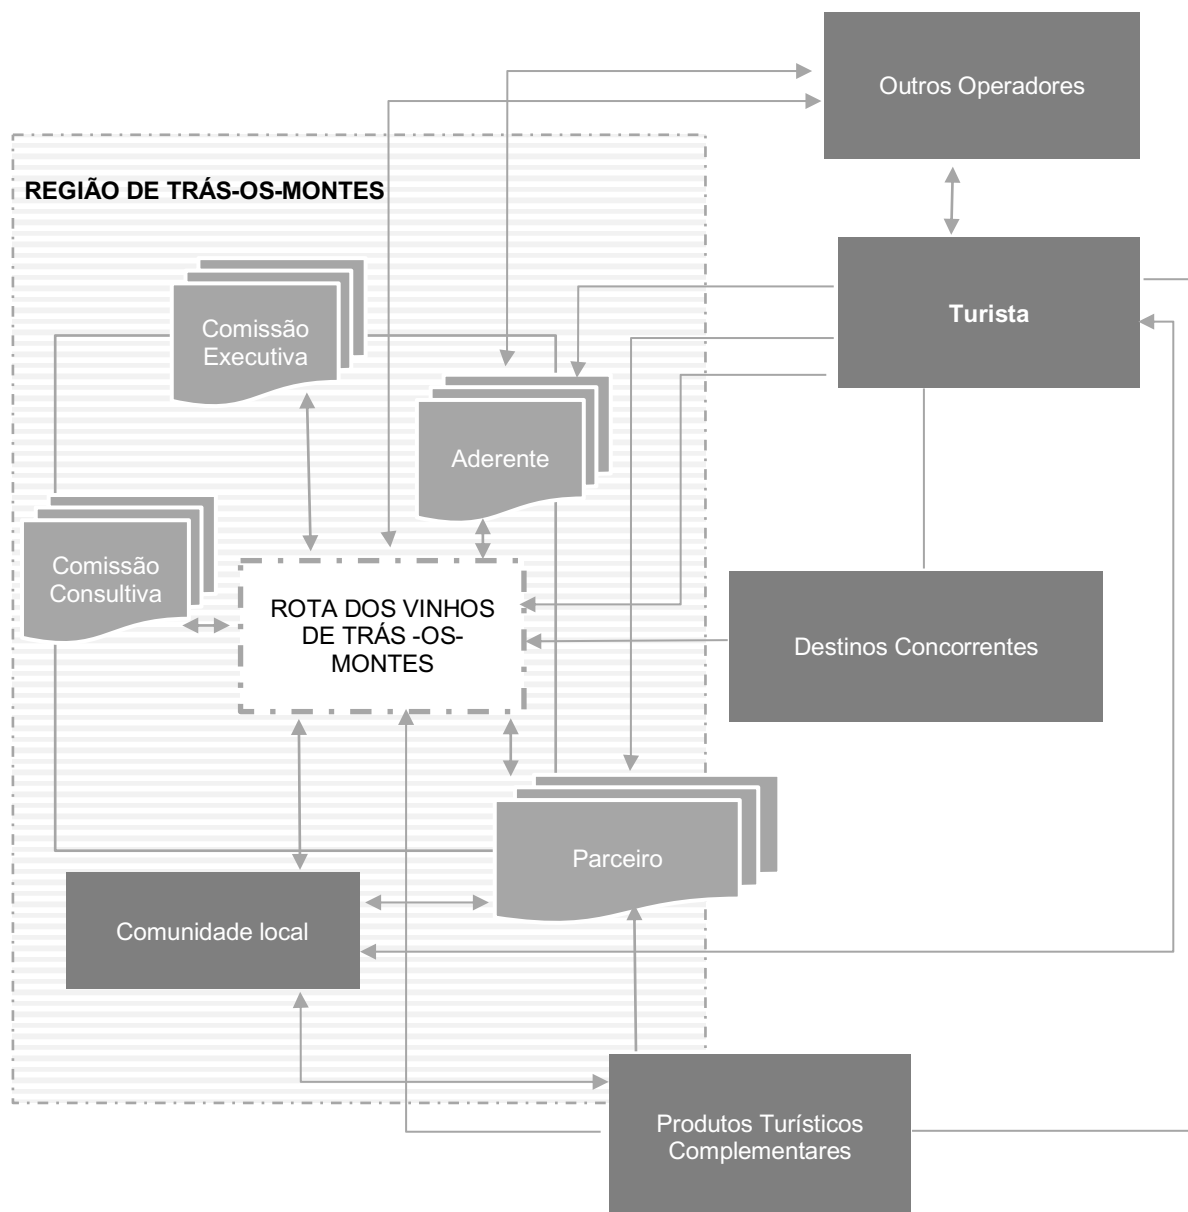 Outros Operadores
REGIÃO DE TRÁS-OS-MONTES
Turista
Comissão
Executiva
Aderente
Comissão
Consultiva
ROTA DOS VINHOS
DE TRÁS -OS-
MONTES
Destinos Concorrentes
Parceiro
Comunidade local
Produtos Turísticos
Complementares